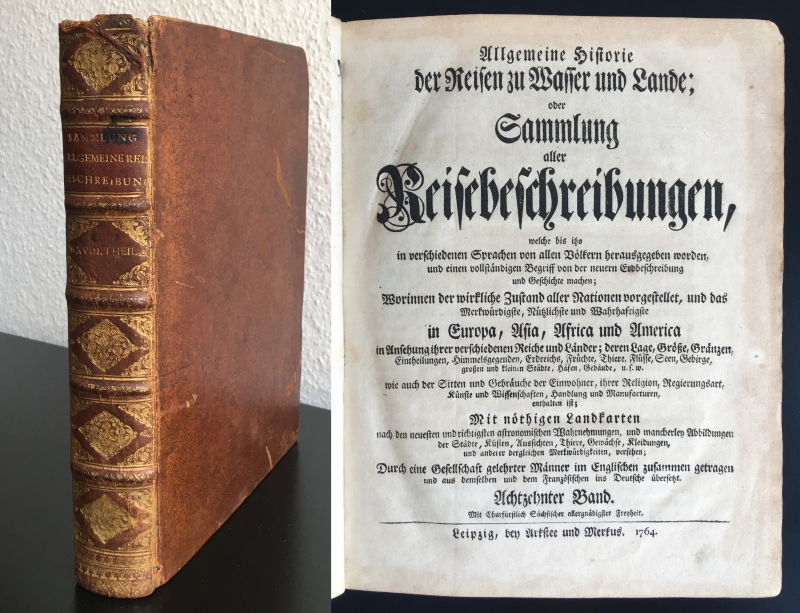 SAMMLUNG
ALLGEMEINE REI
SCHREIBUNG
XVIII. THEIL
Allgemeine Historie
der Reisen zu Wasser und Lande;
oder
Sammlung
aller
Reisebeschreibungen,
welche bis itzo
in verschiedenen Sprachen von allen Völkern herausgegeben worden,
und einen vollständigen Begriff von der neuern Erdbeschreibung
und Geschichte machen;
Worinnen der wirkliche Zustand aller Nationen vorgestellet, und das
Merkwürdigste, Nützlichste und Wahrhaftigste
in Europa, Asia, Africa und America
in Ansehung ihrer verschiedenen Reiche und Länder; deren Lage, Größe, Gränzen,
Eintheilungen, Himmelsgegenden, Erdreichs, Früchte, Thiere, Flüsse, Seen, Gebirge,
großen und kleinen Städte, Häfen, Gebäude, u. s. w.
wie auch der Sitten und Gebräuche der Einwohner, ihrer Religion, Regierungsart,
Künste und Wissenschaften, Handlung und Manufacturen,
enthalten ist;
Mit nöthigen Landkarten
nach den neuesten und richtigsten astronomischen Wahrnehmungen, und mancherley Abbildungen
der Städte, Küsten, Aussichten, Thiere, Gewächse, Kleidungen,
und anderer dergleichen Merkwürdigkeiten, versehen;
Durch eine Gesellschaft gelehrter Männer im Englischen zusammen getragen
und aus demselben und dem Französischen ins Deutsche übersetzt.
Achtzehnter Band.
Mit Churfürstlich Sächsischer allergnädigster Freyheit.
Leipzig, bey Arkstee und Merkus. 1764.